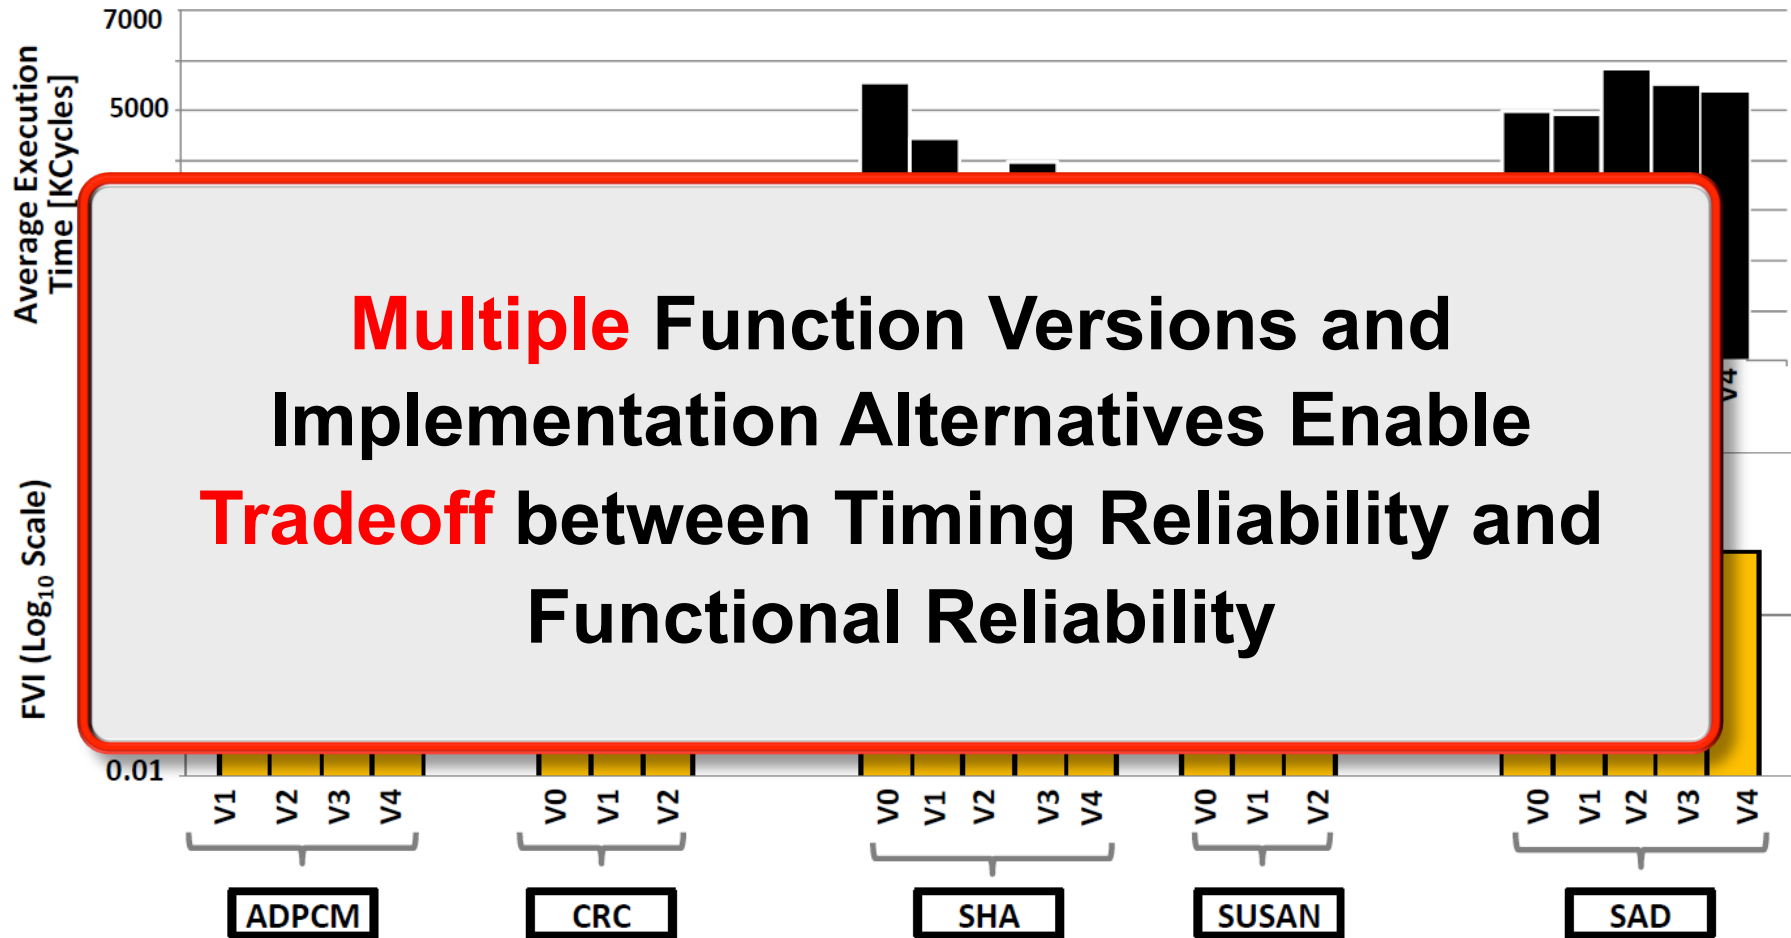 7000
5000
Average Execution
Time [KCycles]
Multiple Function Versions and
Implementation Alternatives Enable
Tradeoff between Timing Reliability and
Functional Reliability
V4
FVI (Log₁₀ Scale)
0.01
V1 V2 V3 V4 V0 V1 V2 V0 V1 V2 V3 V4 V0 V1 V2 V0 V1 V2 V3 V4
ADPCM CRC SHA SUSAN SAD